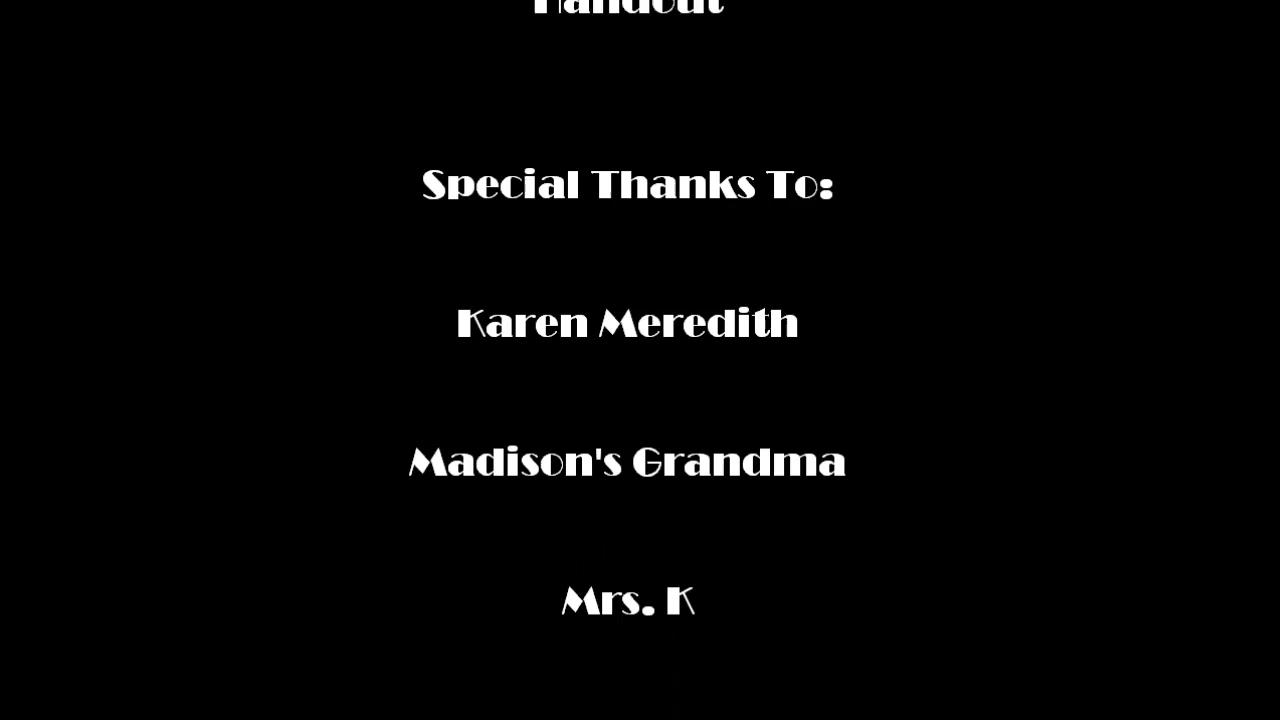 Handout
Special Thanks To:
Karen Meredith
Madison's Grandma
Mrs. K